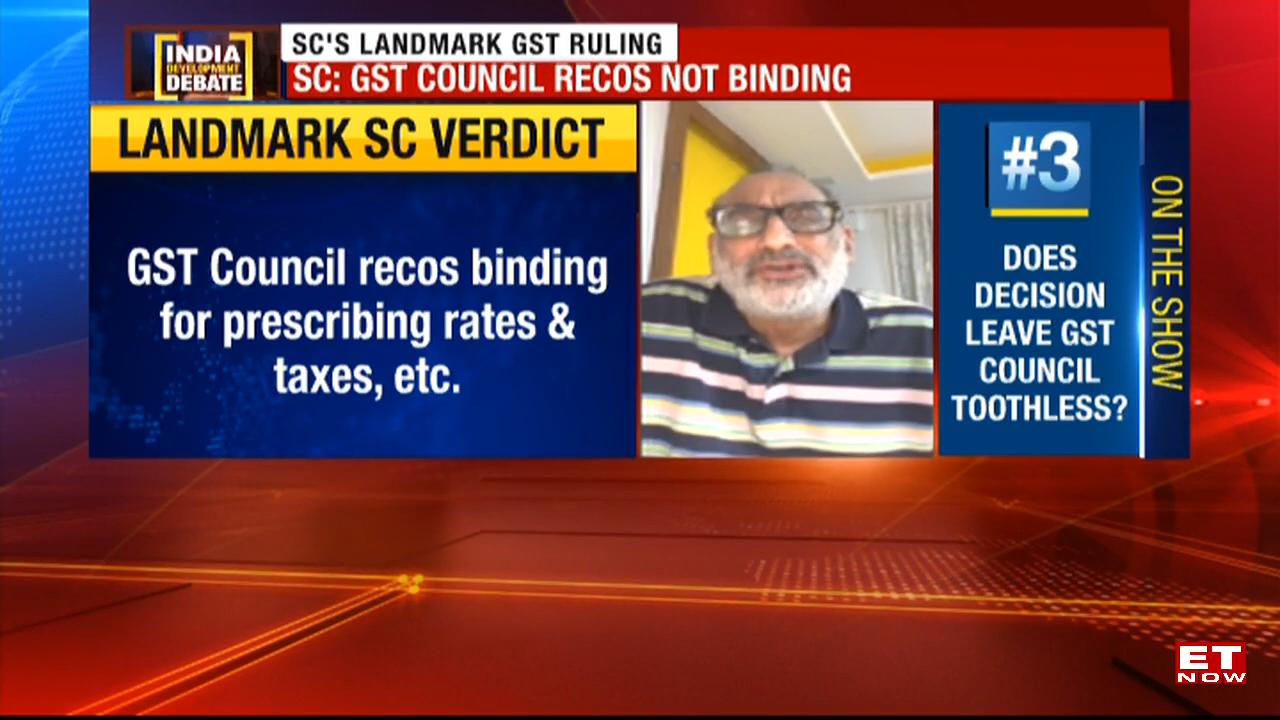 INDIA
DEVELOPMENT
DEBATE
SC'S LANDMARK GST RULING
SC: GST COUNCIL RECOS NOT BINDING
LANDMARK SC VERDICT
GST Council recos binding
for prescribing rates &
taxes, etc.
#3
DOES
DECISION
LEAVE GST
COUNCIL
TOOTHLESS?
ON THE SHOW
ET
NOW